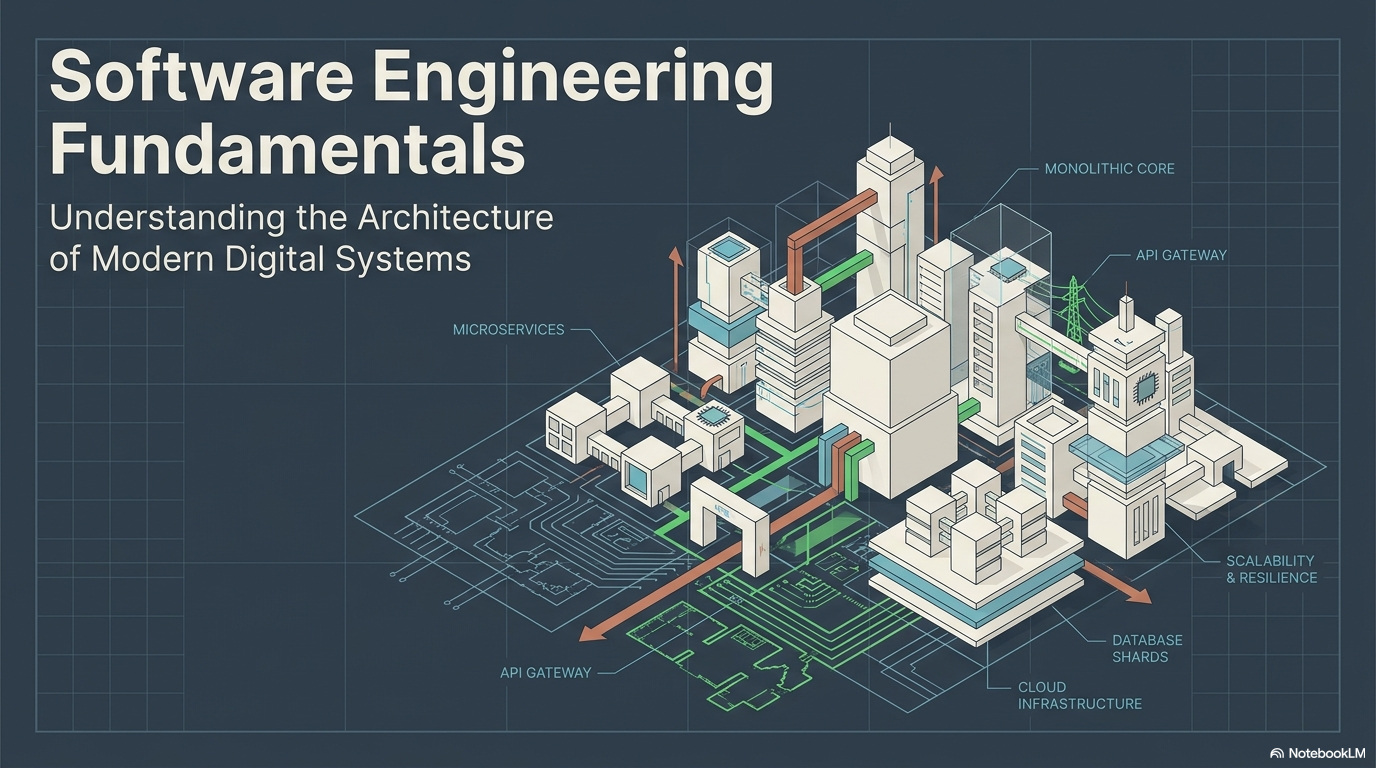 Software Engineering
Fundamentals
Understanding the Architecture
of Modern Digital Systems
MONOLITHIC CORE
API GATEWAY
MICROSERVICES
SCALABILITY
& RESILIENCE
DATABASE
SHARDS
API GATEWAY
CLOUD
INFRASTRUCTURE
NotebookLM